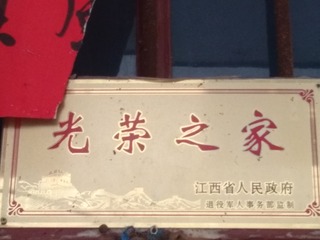 光荣之家
江西省人民政府
退役军人事务部监制